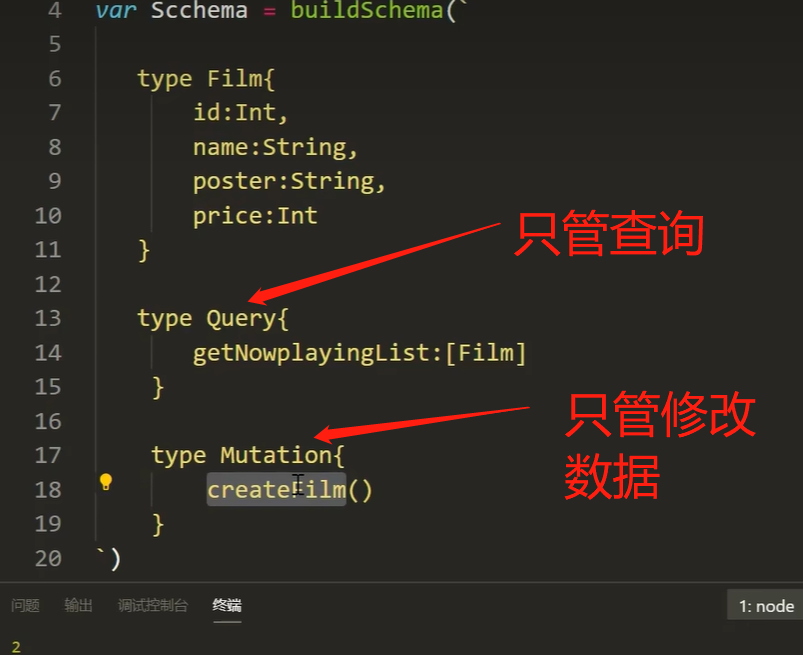 4 var Scchema = buildSchema(`
5
6 type Film{
7 id:Int,
8 name:String,
9 poster:String,
10 price:Int
只管查询
11 }
12
13 type Query{
14 getNowplayingList:[Film]
15 }
16
只管修改
17 type Mutation{
数据
18 createFilm()
19 }
20 `)
问题 输出 调试控制台 终端 1: node
2